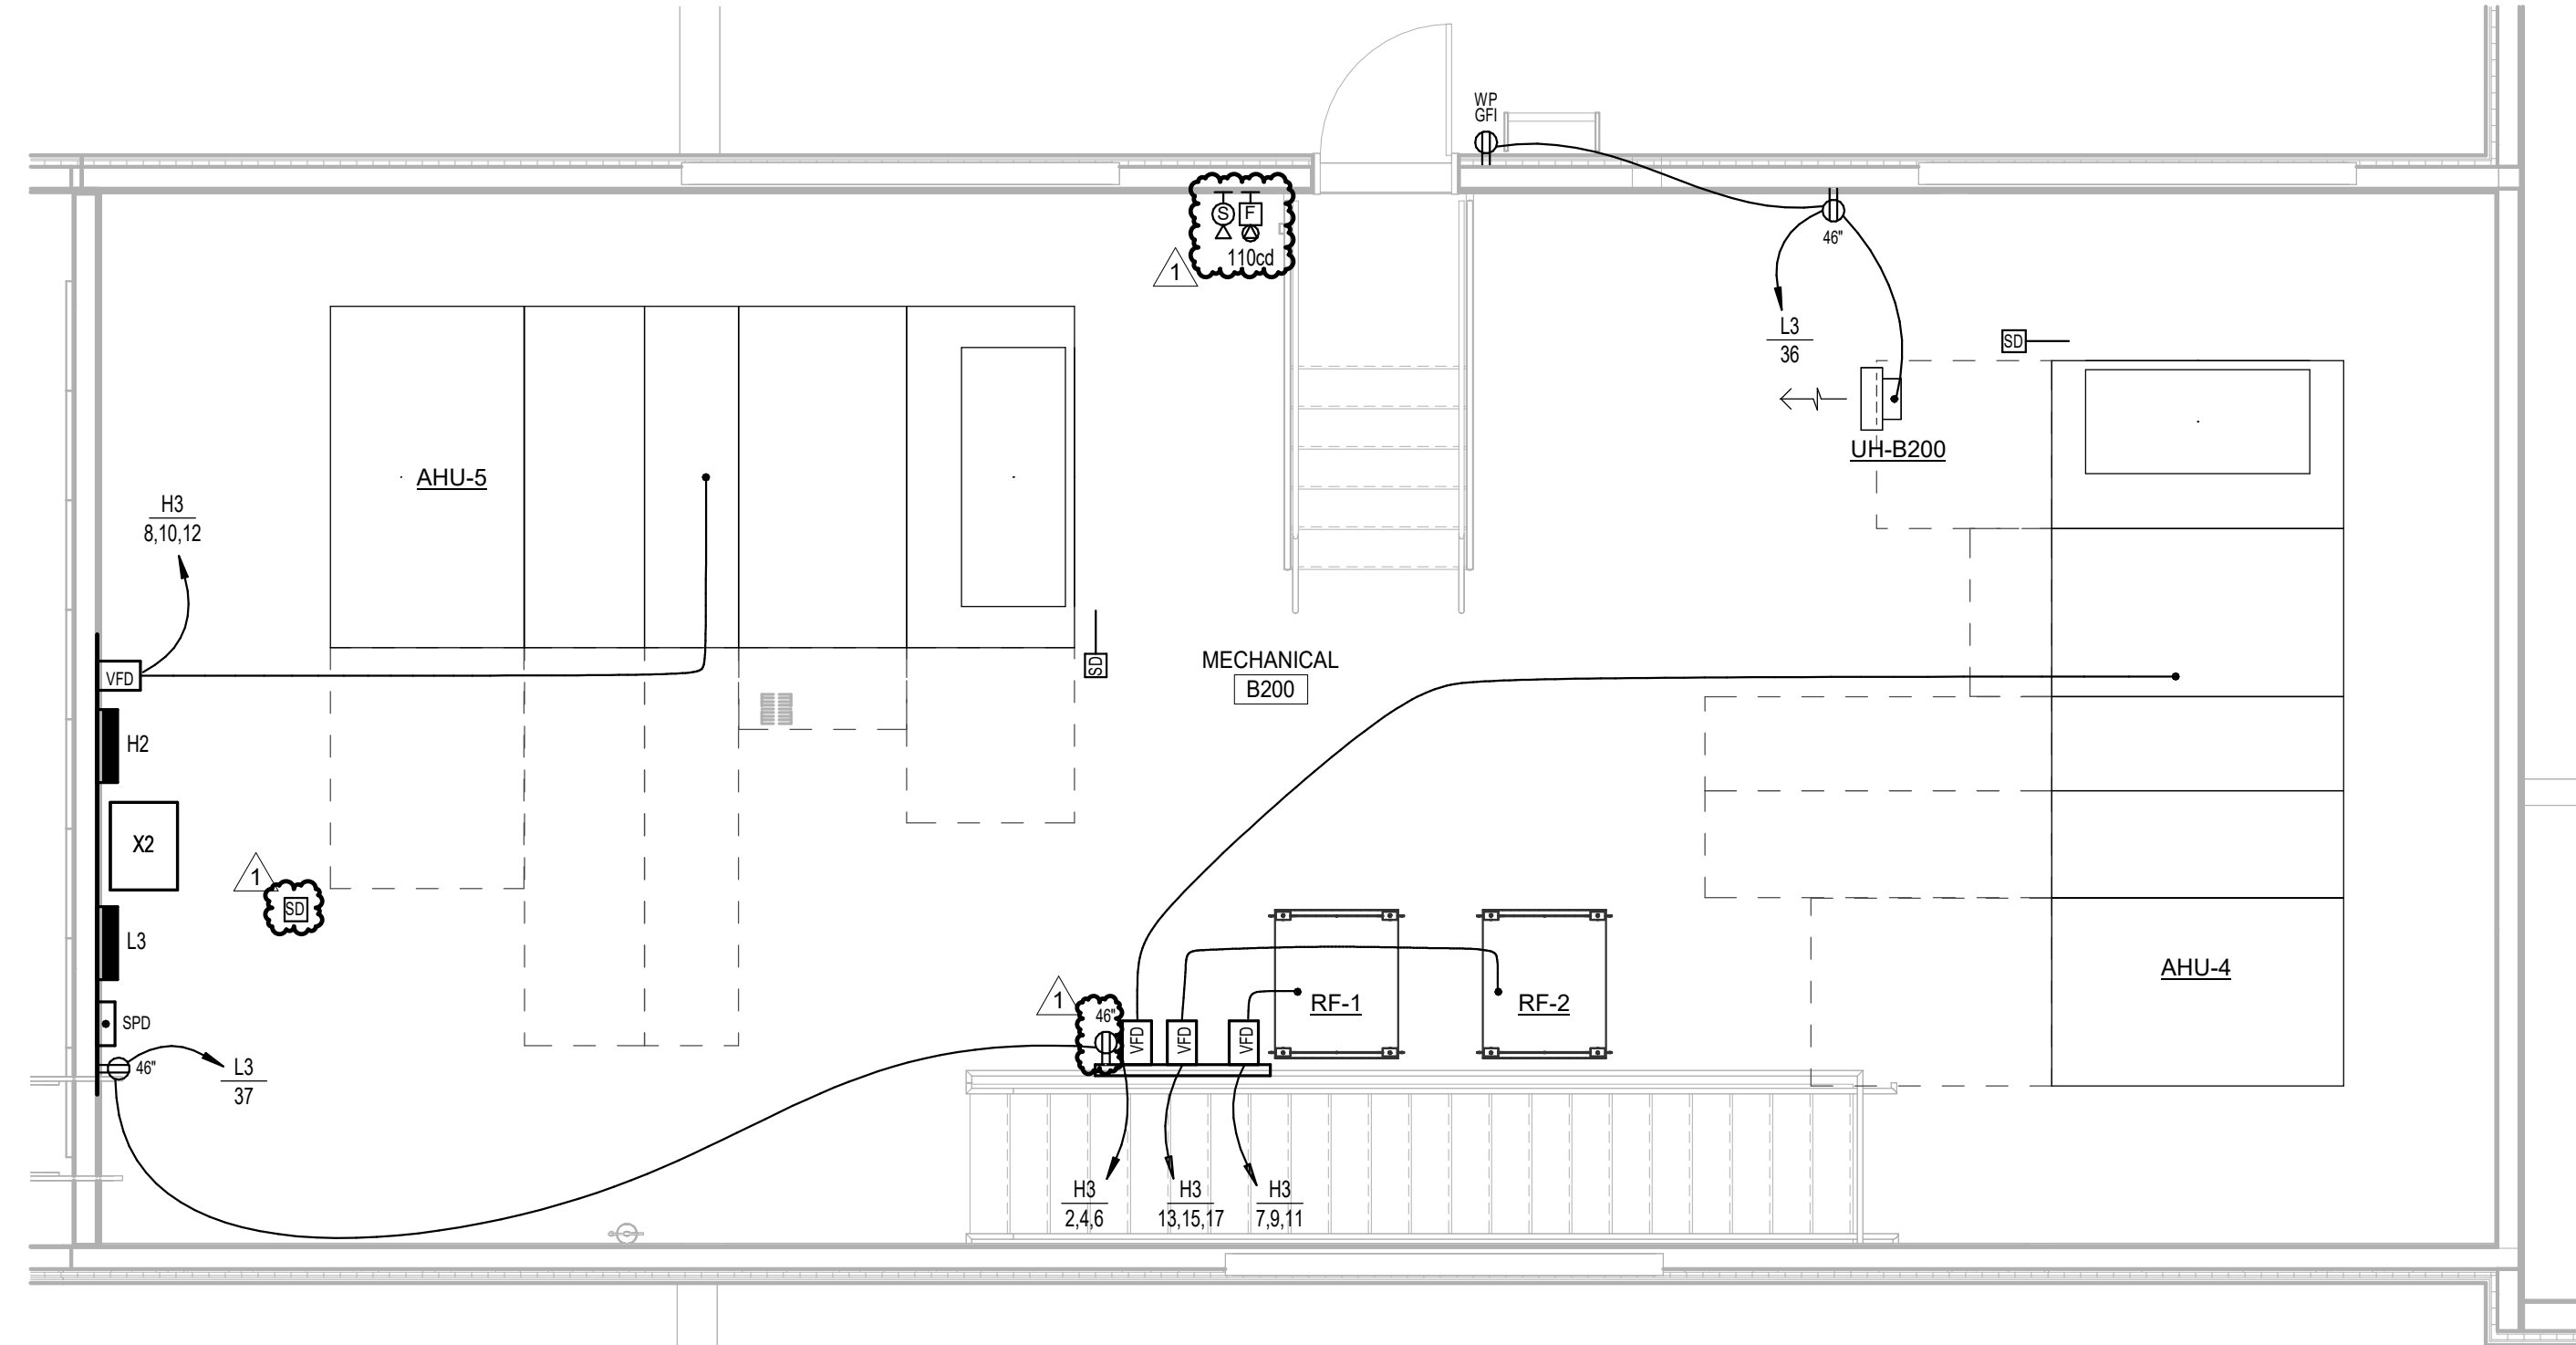 WP
GFI
S F
110cd
1
46"
L3
36
SD
UH-B200
AHU-5
H3
8,10,12
VFD
SD
MECHANICAL
B200
H2
X2
1
SD
L3
AHU-4
SPD
46"
L3
37
1
46"
VFD
VFD
VFD
RF-1
RF-2
H3
2,4,6
H3
13,15,17
H3
7,9,11